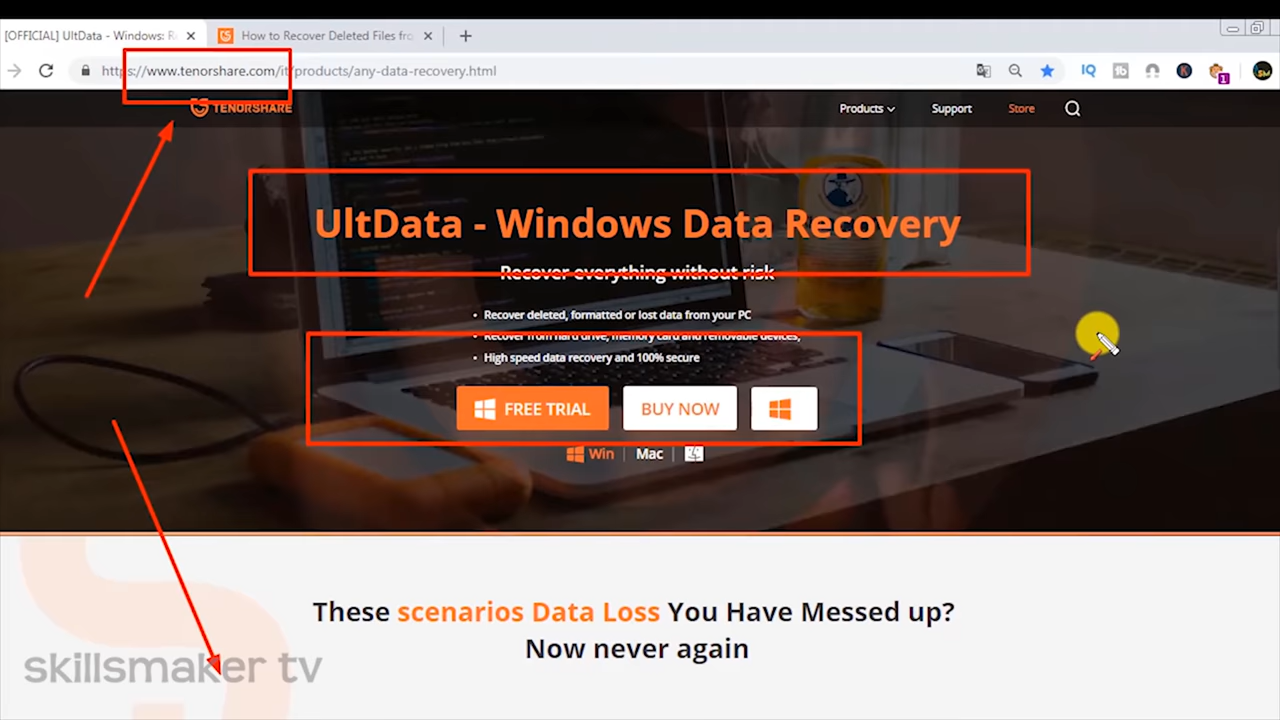 [OFFICIAL] UltData - Windows: Re
How to Recover Deleted Files fro
https://www.tenorshare.com/it/products/any-data-recovery.html
TENORSHARE
Products
Support
Store
UltData - Windows Data Recovery
Recover everything without risk
• Recover deleted, formatted or lost data from your PC
• Recover from hard drive, memory card and removable devices,
• High speed data recovery and 100% secure
FREE TRIAL
BUY NOW
Win | Mac |
These scenarios Data Loss You Have Messed up?
Now never again
skillsmaker tv